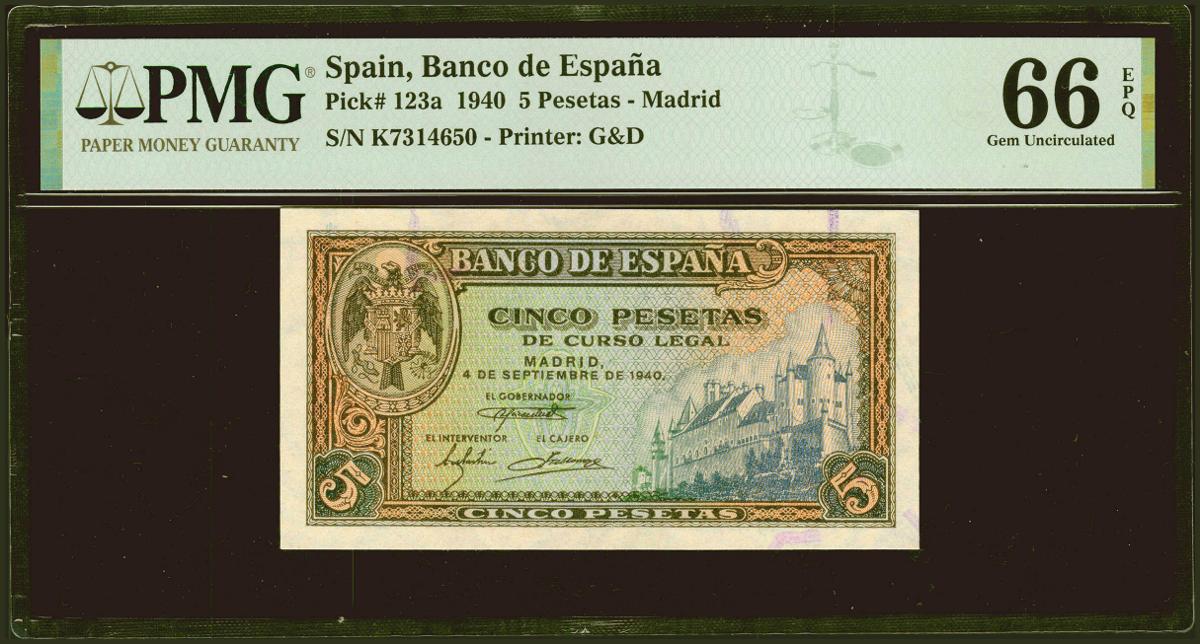 PMG®
PAPER MONEY GUARANTY
Spain, Banco de España
Pick# 123a 1940 5 Pesetas - Madrid
S/N K7314650 - Printer: G&D
66 EPQ
Gem Uncirculated
BANCO DE ESPAÑA
CINCO PESETAS
DE CURSO LEGAL
MADRID,
4 DE SEPTIEMBRE DE 1940.
EL GOBERNADOR
EL INTERVENTOR EL CAJERO
5 5
CINCO PESETAS